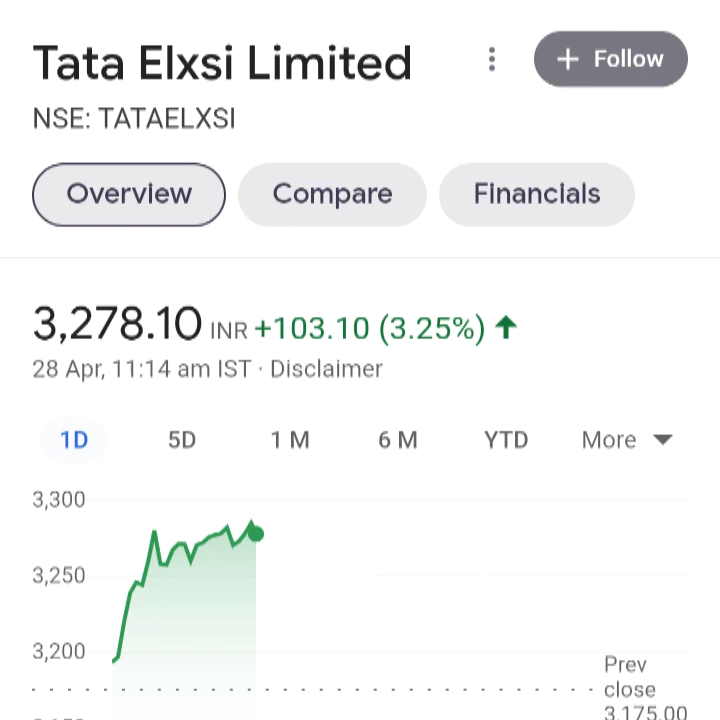 Tata Elxsi Limited
+ Follow
NSE: TATAELXSI
Overview
Compare
Financials
3,278.10 INR +103.10 (3.25%)
28 Apr, 11:14 am IST · Disclaimer
1D 5D 1 M 6 M YTD More
3,300
3,250
3,200
Prev
close
3,175.00